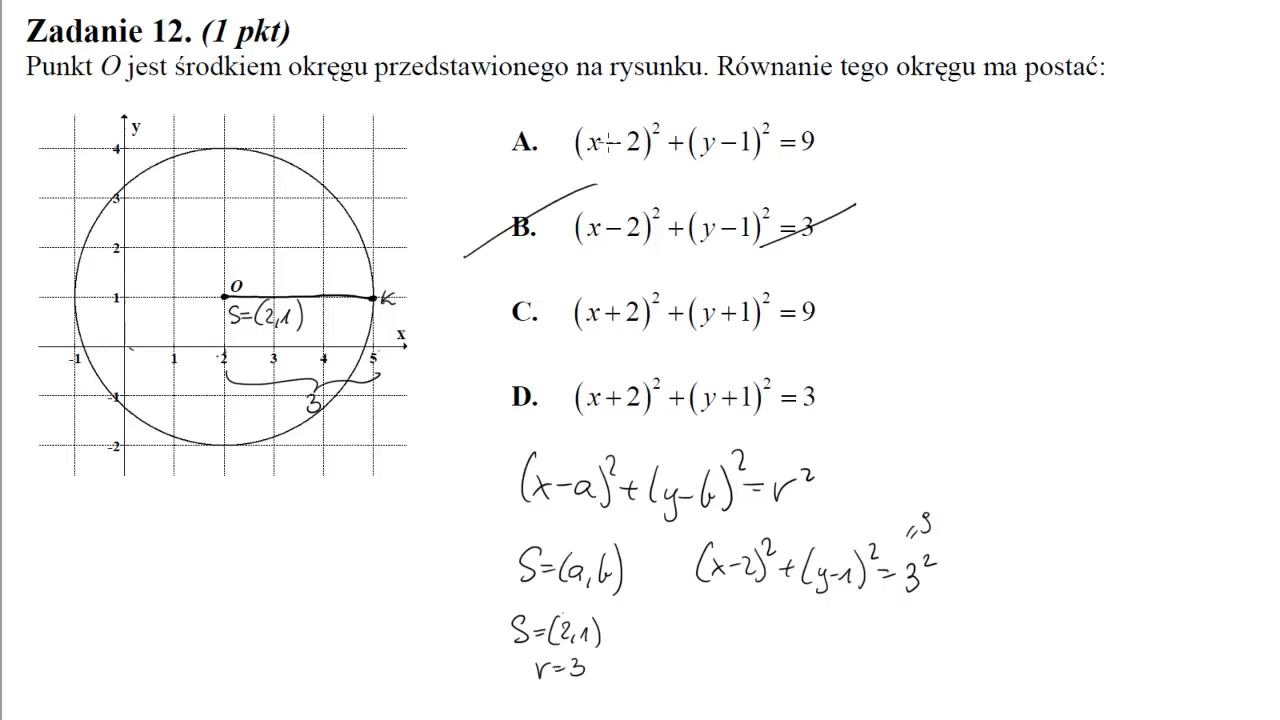 Zadanie 12. (1 pkt)
Punkt O jest środkiem okręgu przedstawionego na rysunku. Równanie tego okręgu ma postać:
y
4
3
2
1
O
K
S=(2,1)
x
-1 1 2 3 4 5
3
-1
-2
A. (x-2)² +(y-1)² = 9
B. (x-2)² +(y-1)² = 3
C. (x+2)² +(y+1)² = 9
D. (x+2)² +(y+1)² = 3
(x-a)²+(y-b)²=r²
=9
S=(a,b) (x-2)²+(y-1)²=3²
S=(2,1)
r=3